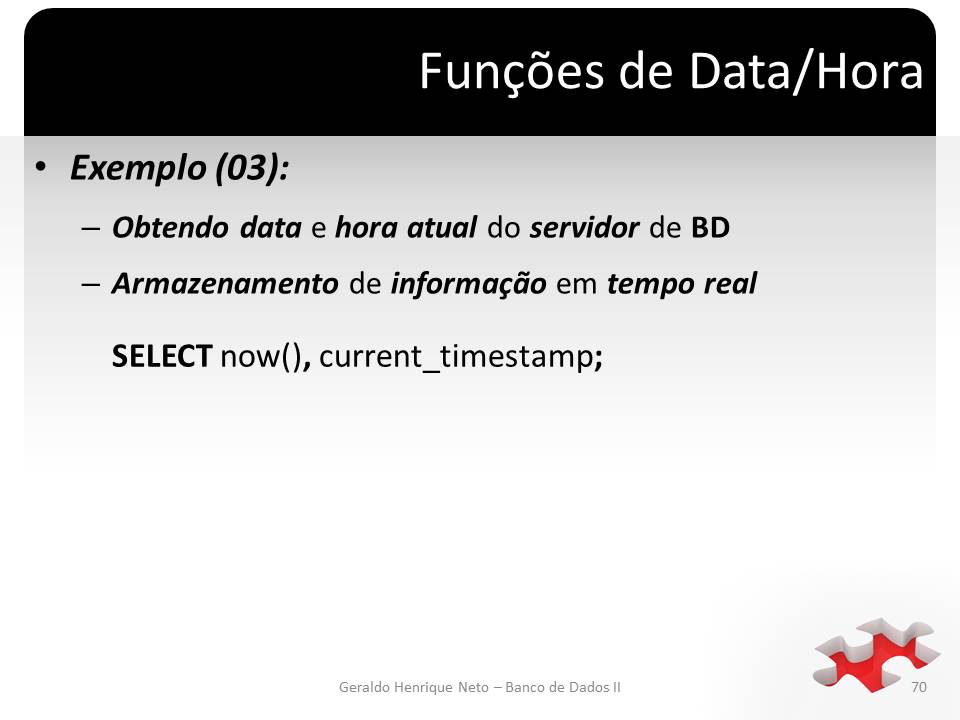 Funções de Data/Hora
• Exemplo (03):
– Obtendo data e hora atual do servidor de BD
– Armazenamento de informação em tempo real
SELECT now(), current_timestamp;
Geraldo Henrique Neto – Banco de Dados II
70